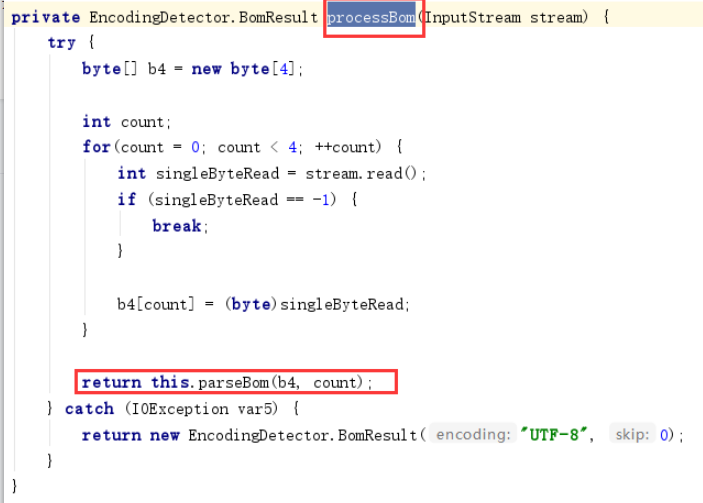 private EncodingDetector.BomResult processBom(InputStream stream) {
try {
byte[] b4 = new byte[4];
int count;
for(count = 0; count < 4; ++count) {
int singleByteRead = stream.read();
if (singleByteRead == -1) {
break;
}
b4[count] = (byte)singleByteRead;
}
return this.parseBom(b4, count);
} catch (IOException var5) {
return new EncodingDetector.BomResult( encoding: "UTF-8", skip: 0);
}
}